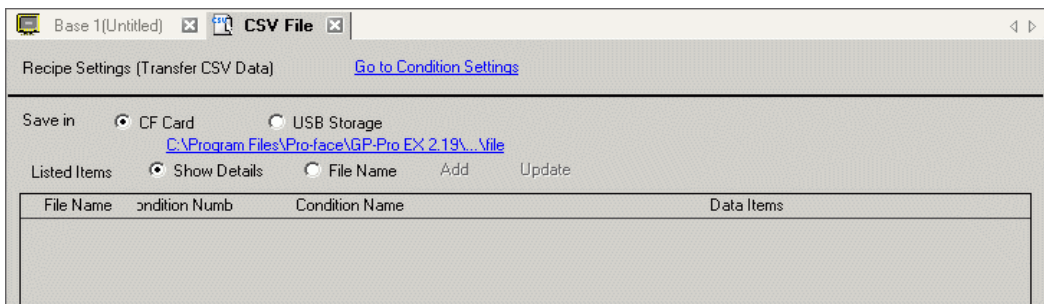 Base 1(Untitled) CSV File
Recipe Settings (Transfer CSV Data) Go to Condition Settings
Save in CF Card USB Storage
C:\Program Files\Pro-face\GP-Pro EX 2.19\...\file
Listed Items Show Details File Name Add Update
File Name ondition Numb Condition Name Data Items